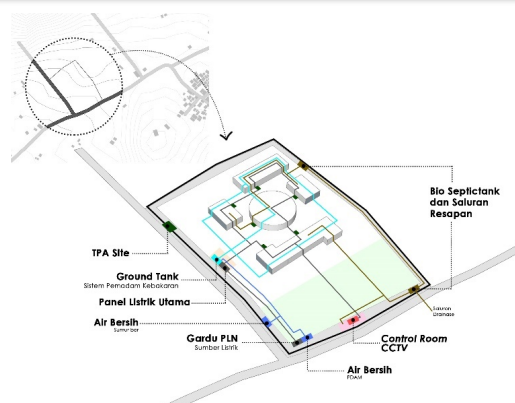 Bio Septictank
dan Saluran
Resapan
TPA Site
Ground Tank
Sistem Pemadam Kebakaran
Panel Listrik Utama
Air Bersih
Sumur bor
Gardu PLN
Sumber Listrik
Saluran
Drainase
Control Room
CCTV
Air Bersih
PDAM